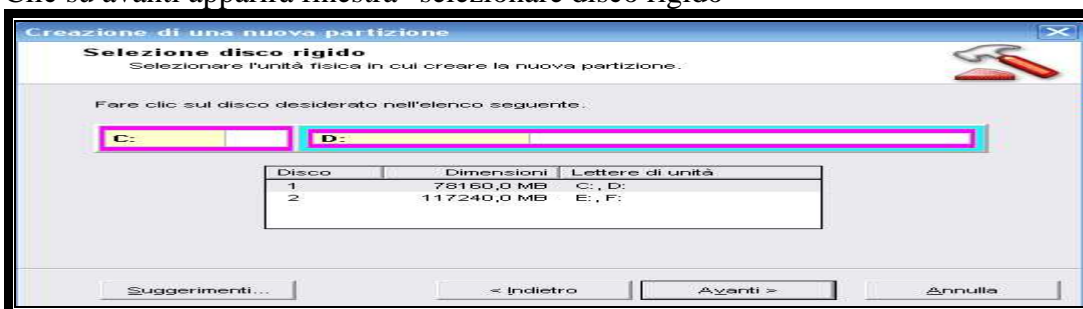 Clic su avanti apparirà finestra "selezionare disco rigido"
Creazione di una nuova partizione
Selezione disco rigido
Selezionare l'unità fisica in cui creare la nuova partizione.
Fare clic sul disco desiderato nell'elenco seguente.
C: D:
Disco Dimensioni Lettere di unità
1 78160,0 MB C:, D:
2 117240,0 MB E:, F:
Suggerimenti... < Indietro Avanti > Annulla